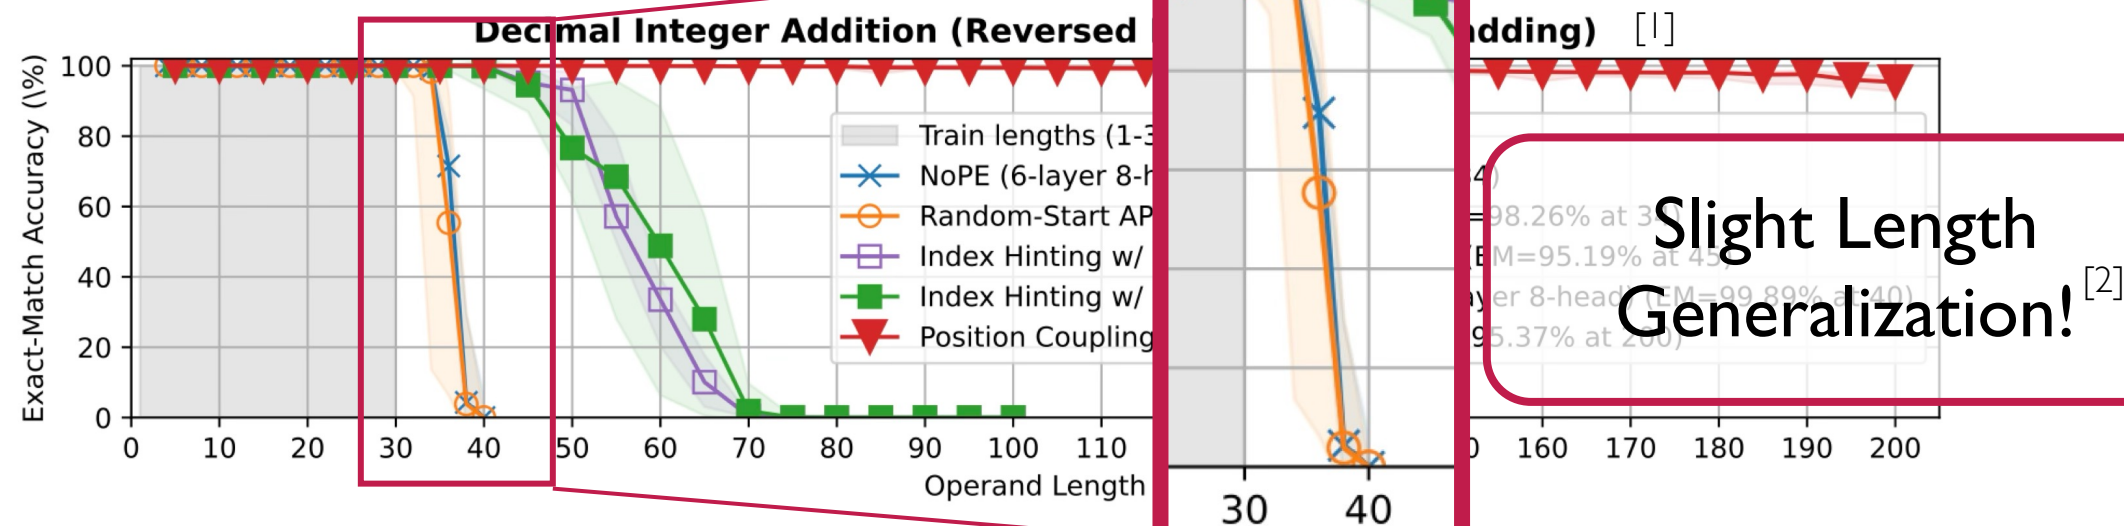 Decimal Integer Addition (Reversed
dding) [1]
Exact-Match Accuracy (\%)
100
80
60
40
20
0
Train lengths (1-3
NoPE (6-layer 8-h
Random-Start AP
Index Hinting w/
Index Hinting w/
Position Coupling
4)
98.26% at 3
(EM=95.19% at 45)
yer 8-head) (EM=99.89% at 40)
95.37% at 200)
Slight Length
Generalization! [2]
0 10 20 30 40 50 60 70 80 90 100 110
30 40
0 160 170 180 190 200
Operand Length